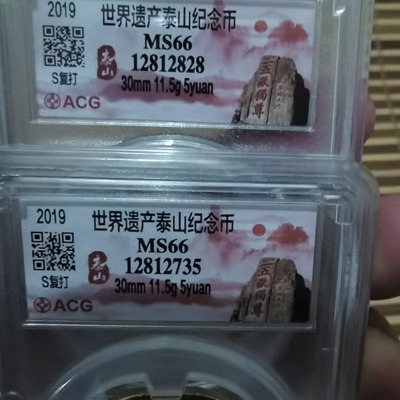 2019
世界遗产泰山纪念币
MS66
12812828
30mm 11.5g 5yuan
泰山
S复打
ACG
五岳独尊
2019
世界遗产泰山纪念币
MS66
12812735
30mm 11.5g 5yuan
泰山
S复打
ACG
五嶽獨尊